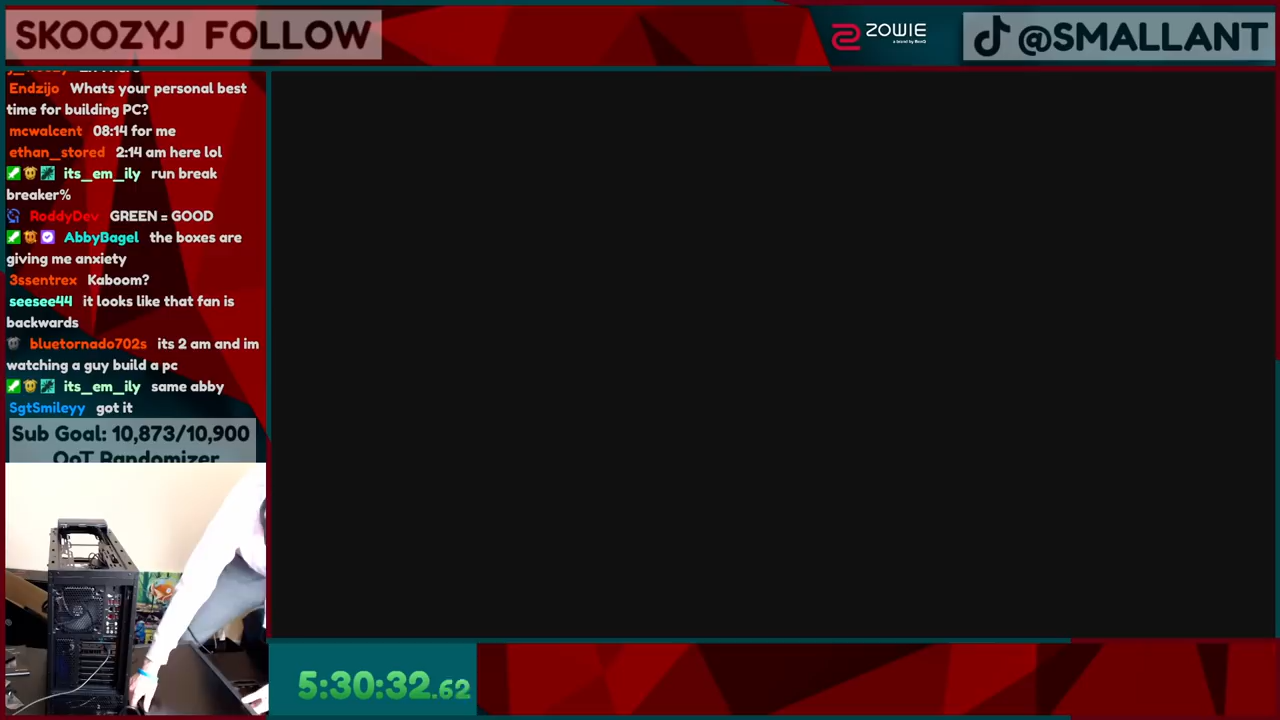 SKOOZYJ FOLLOW
ZOWIE
@SMALLANT
Endzijo Whats your personal best
time for building PC?
mcwalcent 08:14 for me
ethan_stored 2:14 am here lol
its_em_ily run break
breaker%
RoddyDev GREEN = GOOD
AbbyBagel the boxes are
giving me anxiety
3ssentrex Kaboom?
seesee44 it looks like that fan is
backwards
bluetornado702s its 2 am and im
watching a guy build a pc
its_em_ily same abby
SgtSmileyy got it
Sub Goal: 10,873/10,900
OoT Randomizer
5:30:32.62